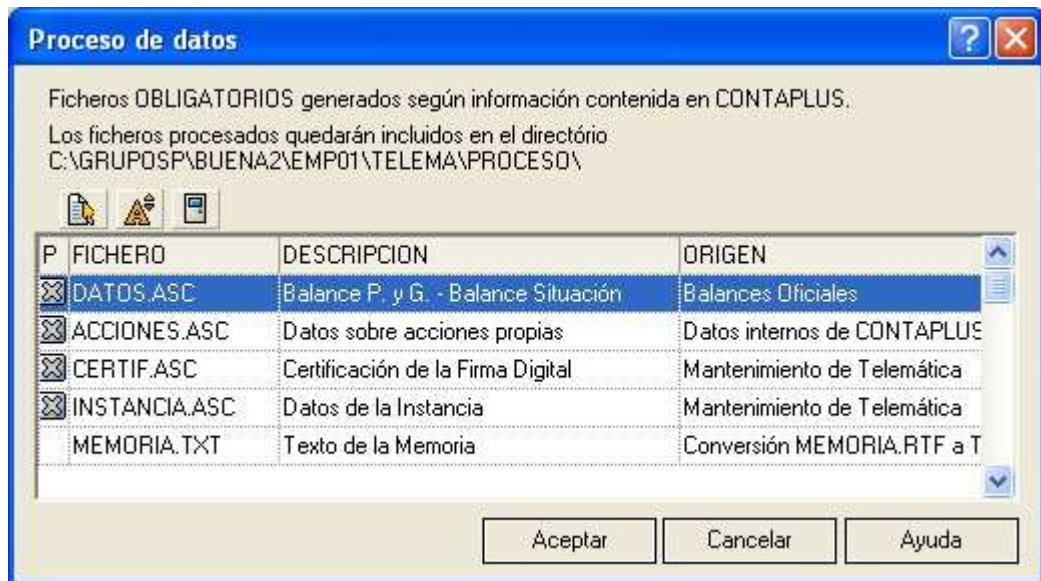 Proceso de datos
Ficheros OBLIGATORIOS generados según información contenida en CONTAPLUS.
Los ficheros procesados quedarán incluidos en el directório
C:\GRUPOSP\BUENA2\EMP01\TELEMA\PROCESO\
P FICHERO DESCRIPCION ORIGEN
DATOS.ASC Balance P. y G. - Balance Situación Balances Oficiales
ACCIONES.ASC Datos sobre acciones propias Datos internos de CONTAPLUS
CERTIF.ASC Certificación de la Firma Digital Mantenimiento de Telemática
INSTANCIA.ASC Datos de la Instancia Mantenimiento de Telemática
MEMORIA.TXT Texto de la Memoria Conversión MEMORIA.RTF a T
Aceptar Cancelar Ayuda